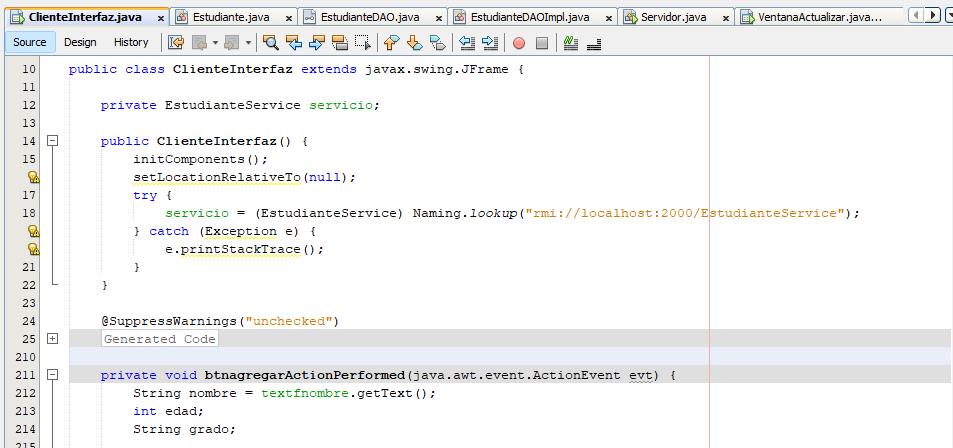 ClienteInterfaz.java Estudiante.java EstudianteDAO.java EstudianteDAOImpl.java Servidor.java VentanaActualizar.java...
Source Design History
10 public class ClienteInterfaz extends javax.swing.JFrame {
11
12 private EstudianteService servicio;
13
14 public ClienteInterfaz() {
15 initComponents();
setLocationRelativeTo(null);
17 try {
18 servicio = (EstudianteService) Naming.lookup("rmi://localhost:2000/EstudianteService");
} catch (Exception e) {
e.printStackTrace();
21 }
22 }
23
24 @SuppressWarnings("unchecked")
25 Generated Code
210
211 private void btnagregarActionPerformed(java.awt.event.ActionEvent evt) {
212 String nombre = textfnombre.getText();
213 int edad;
214 String grado;
215